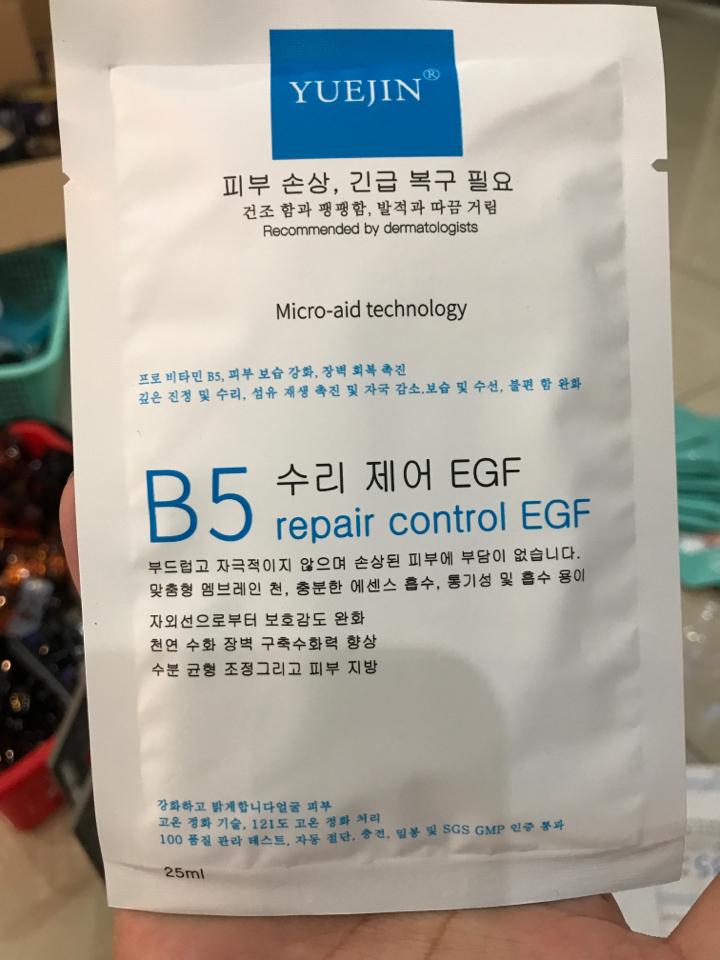 YUEJIN®
피부 손상, 긴급 복구 필요
건조 함과 팽팽함, 발적과 따끔 거림
Recommended by dermatologists
Micro-aid technology
프로 비타민 B5, 피부 보습 강화, 장벽 회복 촉진
깊은 진정 및 수리, 섬유 재생 촉진 및 자국 감소.보습 및 수선, 불편 함 완화
B5 수리 제어 EGF
repair control EGF
부드럽고 자극적이지 않으며 손상된 피부에 부담이 없습니다.
맞춤형 멤브레인 천, 충분한 에센스 흡수, 통기성 및 흡수 용이
자외선으로부터 보호감도 완화
천연 수화 장벽 구축수화력 향상
수분 균형 조정그리고 피부 지방
강화하고 밝게합니다얼굴 피부
고온 정화 기술, 121도 고온 정화 처리
100 품질 판라 테스트, 자동 절단, 충전, 밀봉 및 SGS GMP 인증 통과
25ml